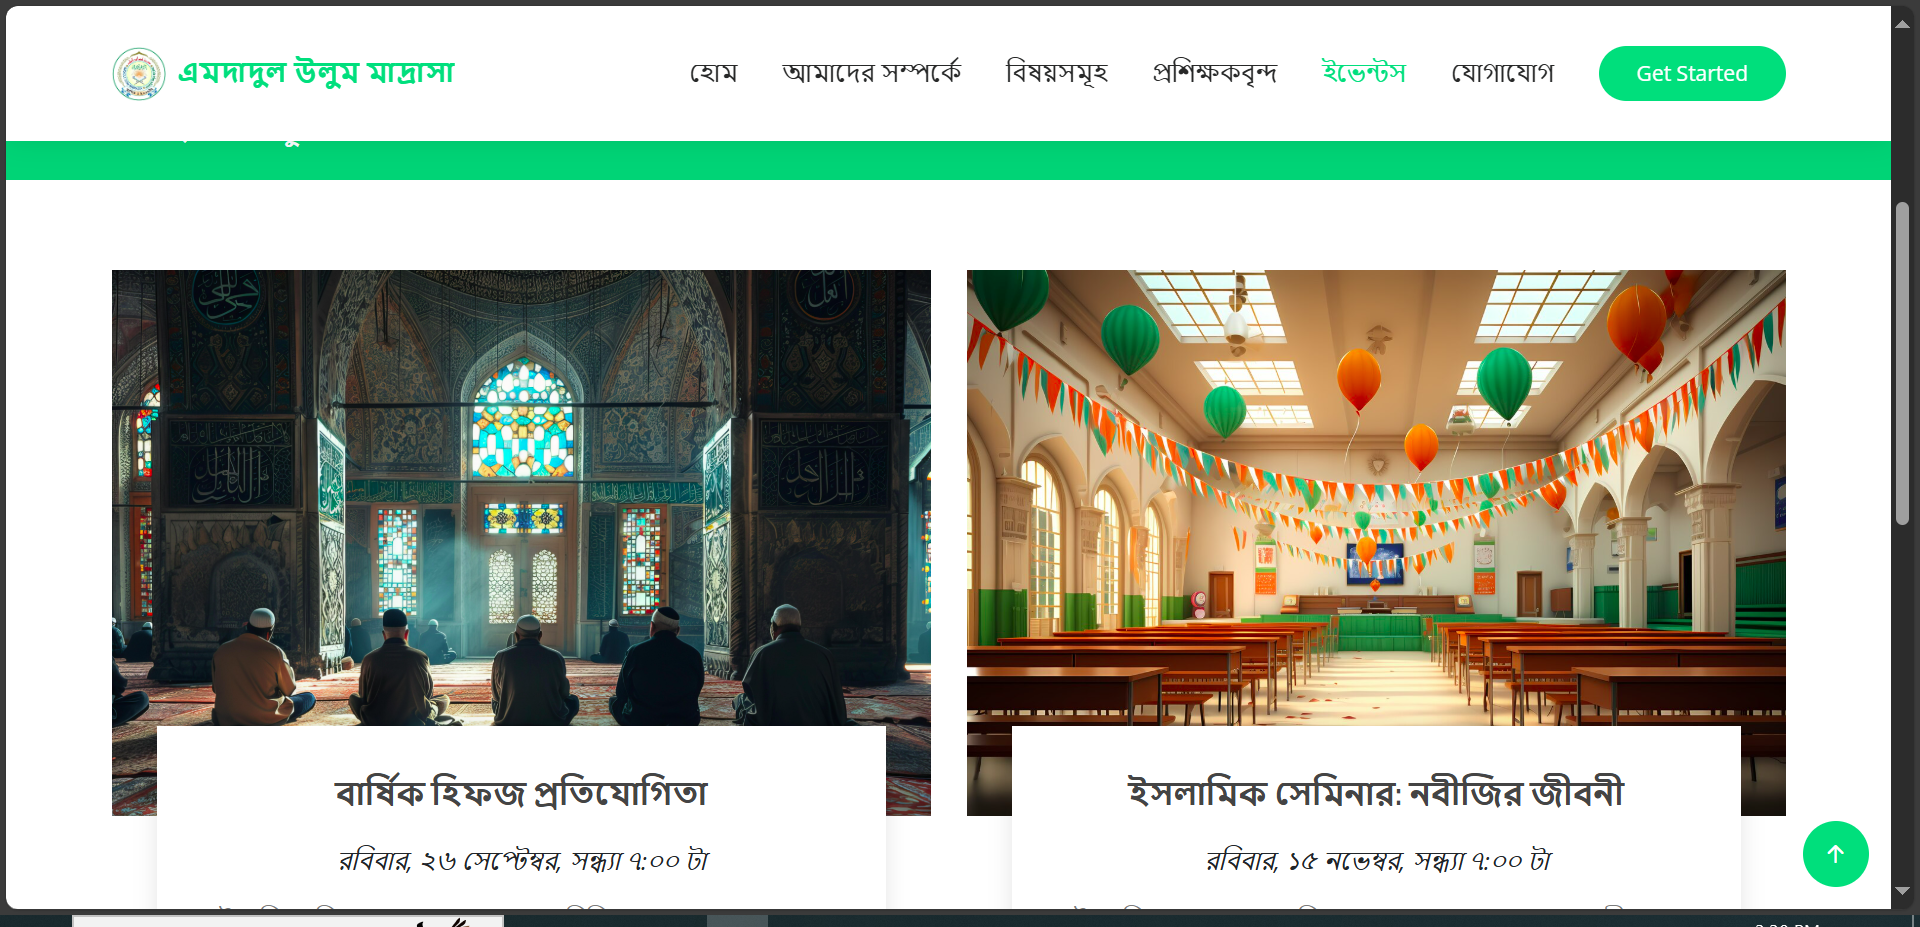 এমদাদুল উলুম মাদ্রাসা
হোম আমাদের সম্পর্কে বিষয়সমূহ প্রশিক্ষকবৃন্দ ইভেন্টস যোগাযোগ Get Started
বার্ষিক হিফজ প্রতিযোগিতা
রবিবার, ২৬ সেপ্টেম্বর, সন্ধ্যা ৭:০০ টা
ইসলামিক সেমিনার: নবীজির জীবনী
রবিবার, ১৫ নভেম্বর, সন্ধ্যা ৭:০০ টা